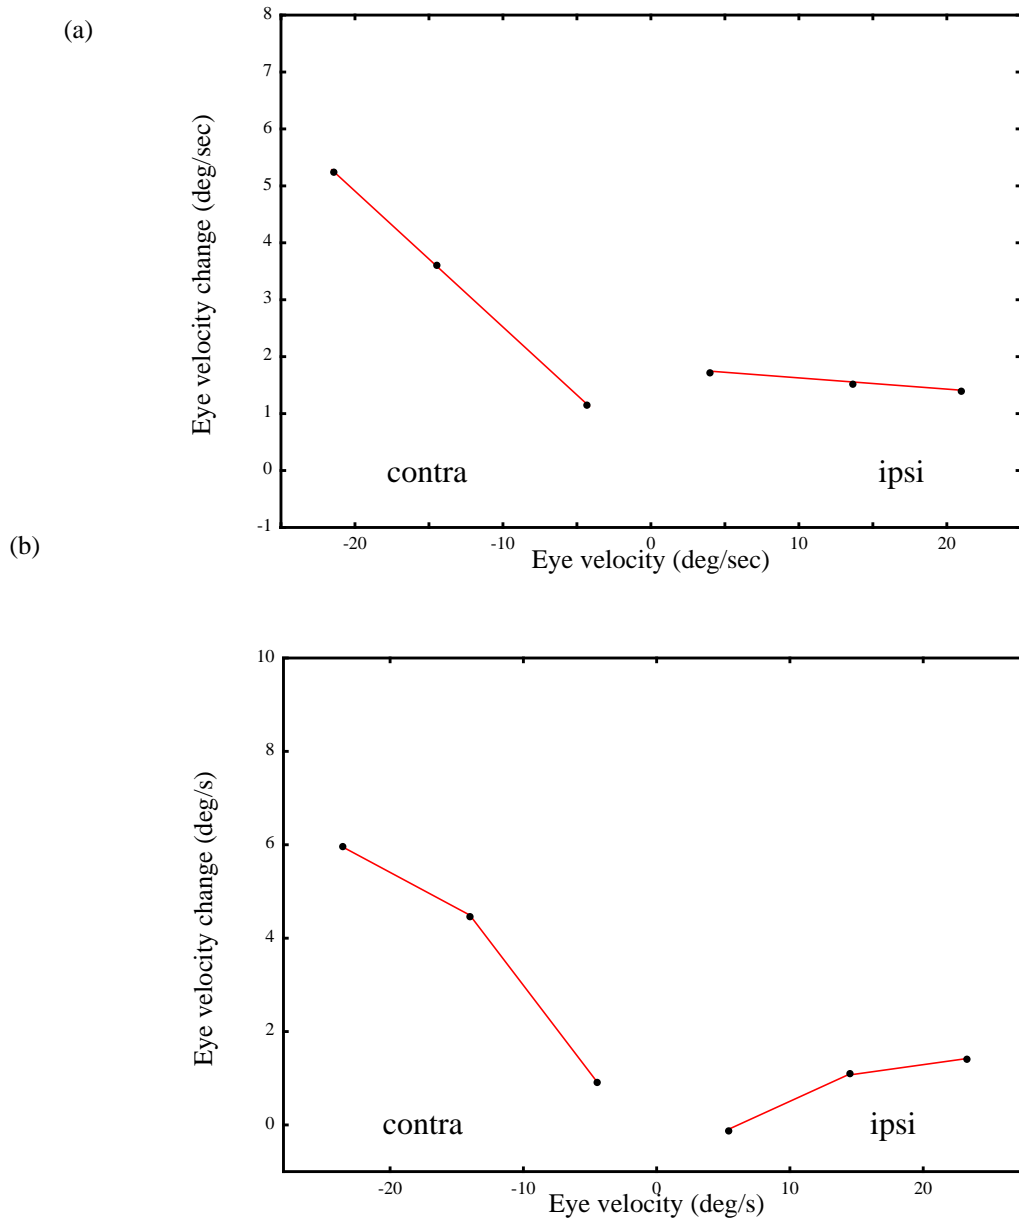 (a)
8
7
6
5
4
3
2
1
0
-1
Eye velocity change (deg/sec)
contra
ipsi
-20
-10
0
10
20
Eye velocity (deg/sec)
(b)
10
8
6
4
2
0
Eye velocity change (deg/s)
contra
ipsi
-20
-10
0
10
20
Eye velocity (deg/s)